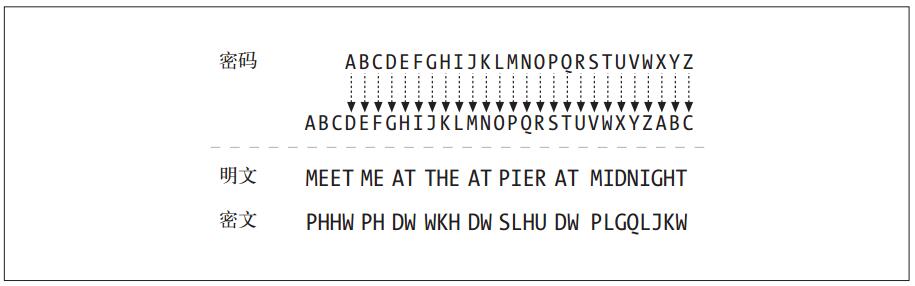 密码 ABCDEFGHIJKLMNOPQRSTUVWXYZ
ABCDEFGHIJKLMNOPQRSTUVWXYZABC
明文 MEET ME AT THE AT PIER AT MIDNIGHT
密文 PHHW PH DW WKH DW SLHU DW PLGQLJKW